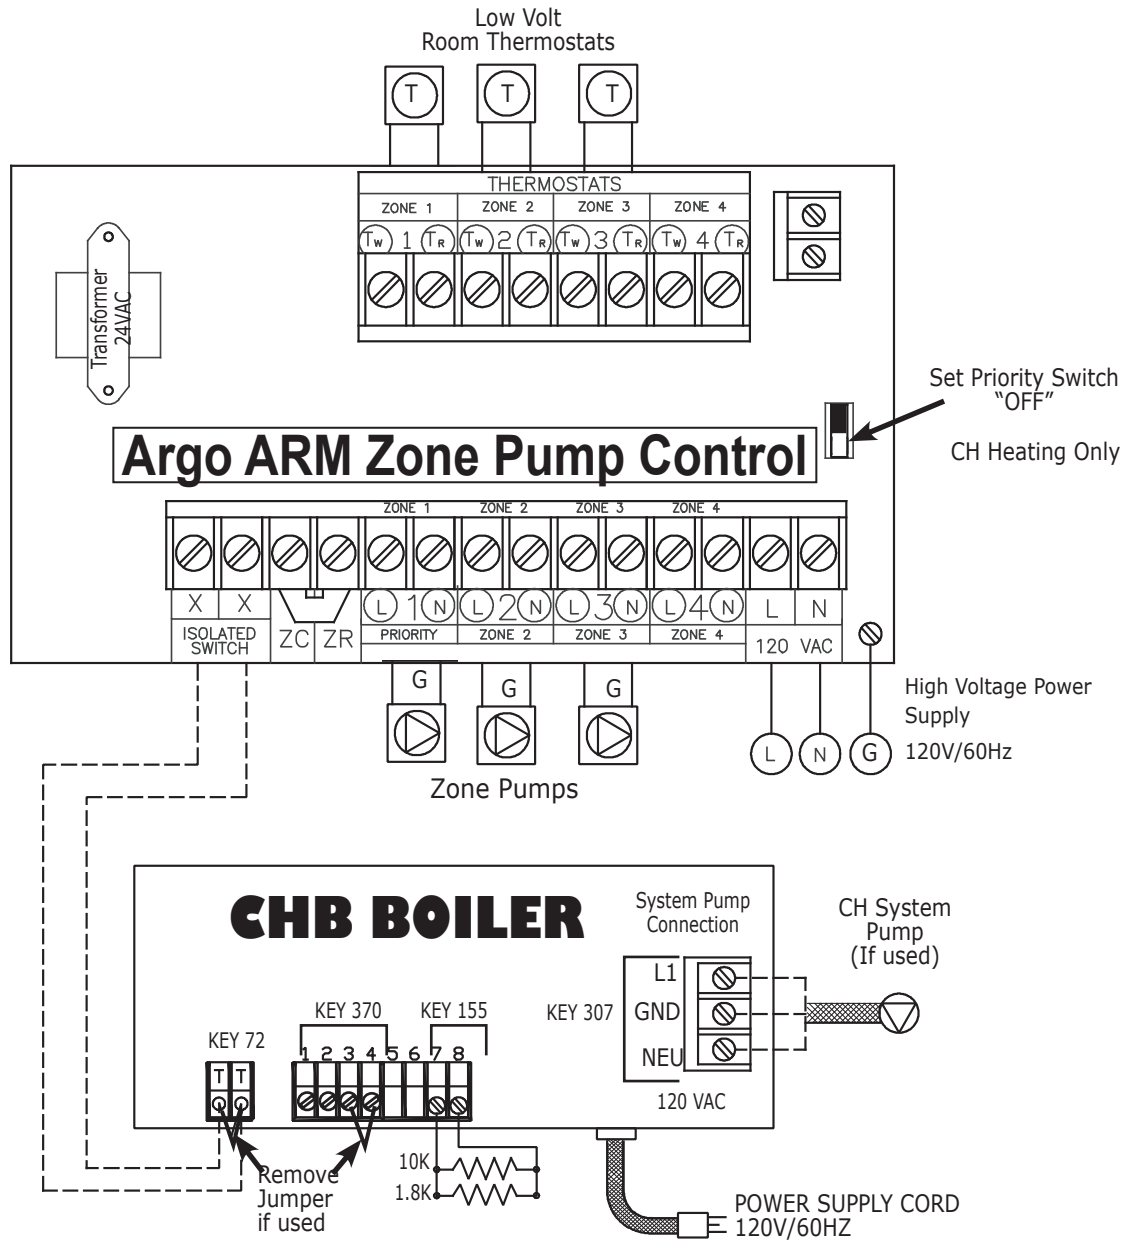 Low Volt
Room Thermostats
T T T
THERMOSTATS
ZONE 1 ZONE 2 ZONE 3 ZONE 4
TW 1 TR TW 2 TR TW 3 TR TW 4 TR
Transformer
24VAC
Set Priority Switch
“OFF”
CH Heating Only
Argo ARM Zone Pump Control
ZONE 1 ZONE 2 ZONE 3 ZONE 4
X X L 1 N L 2 N L 3 N L 4 N L N
ISOLATED
SWITCH
ZC ZR
PRIORITY ZONE 2 ZONE 3 ZONE 4
120 VAC
G G G
High Voltage Power
Supply
120V/60Hz
L N G
Zone Pumps
CHB BOILER
System Pump
Connection
CH System
Pump
(If used)
L1
GND
NEU
KEY 307
120 VAC
KEY 370 KEY 155
KEY 72
1 2 3 4 5 6 7 8
T T
Remove
Jumper
if used
10K
1.8K
POWER SUPPLY CORD
120V/60HZ